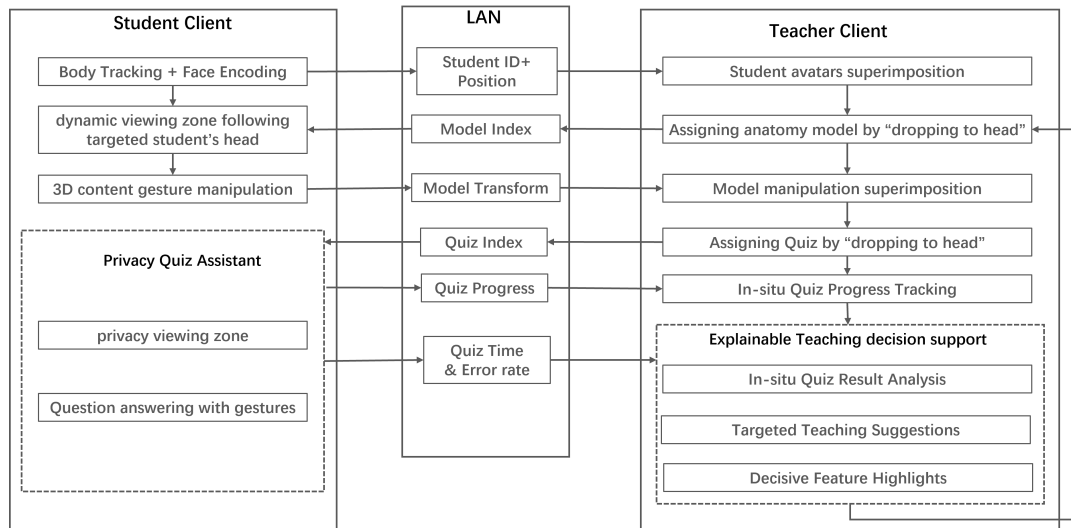 Student Client
Body Tracking + Face Encoding
dynamic viewing zone following
targeted student's head
3D content gesture manipulation
Privacy Quiz Assistant
privacy viewing zone
Question answering with gestures
LAN
Student ID+
Position
Model Index
Model Transform
Quiz Index
Quiz Progress
Quiz Time
& Error rate
Teacher Client
Student avatars superimposition
Assigning anatomy model by “dropping to head”
Model manipulation superimposition
Assigning Quiz by “dropping to head”
In-situ Quiz Progress Tracking
Explainable Teaching decision support
In-situ Quiz Result Analysis
Targeted Teaching Suggestions
Decisive Feature Highlights